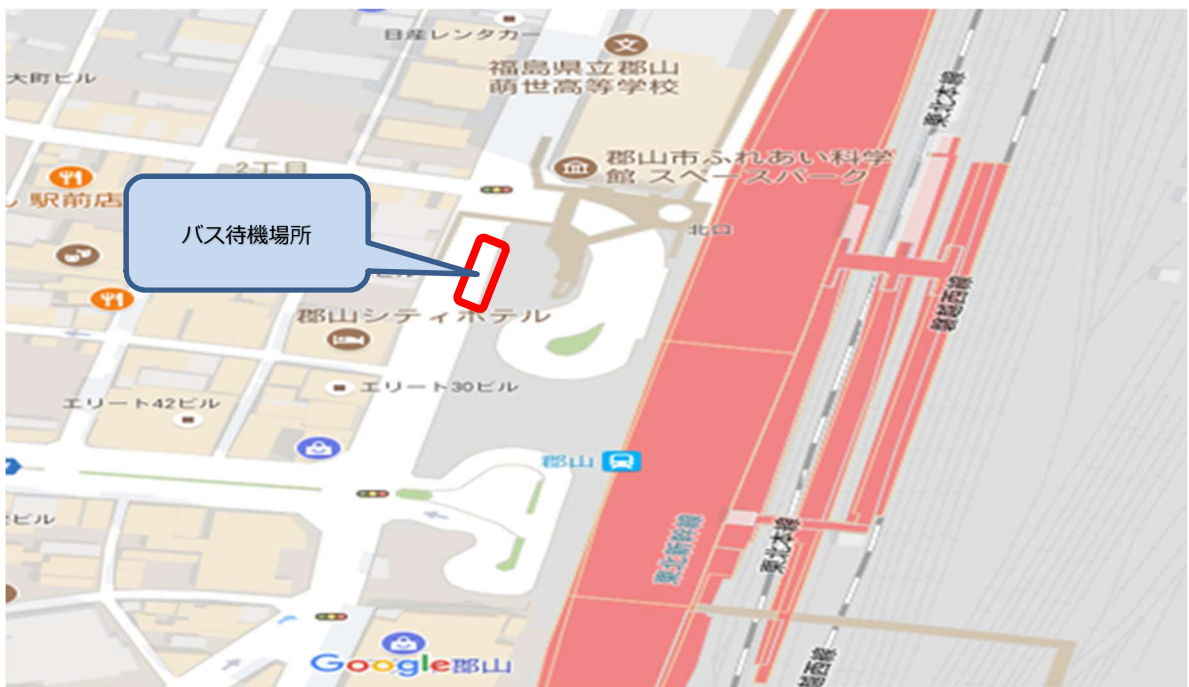 日産レンタカー
大町ビル
福島県立郡山
萌世高等学校
東北本線
2丁目
郡山市ふれあい科学
館 スペースパーク
駅前店
バス待機場所
北口
磐越西線
郡山シティホテル
エリート30ビル
エリート42ビル
郡山
ビル
東北新幹線
東北本線
越西線
Google郡山